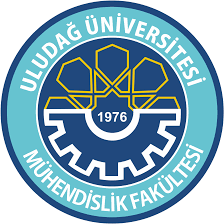 ULUDAĞ ÜNİVERSİTESİ
1976
MÜHENDİSLİK FAKÜLTESİ